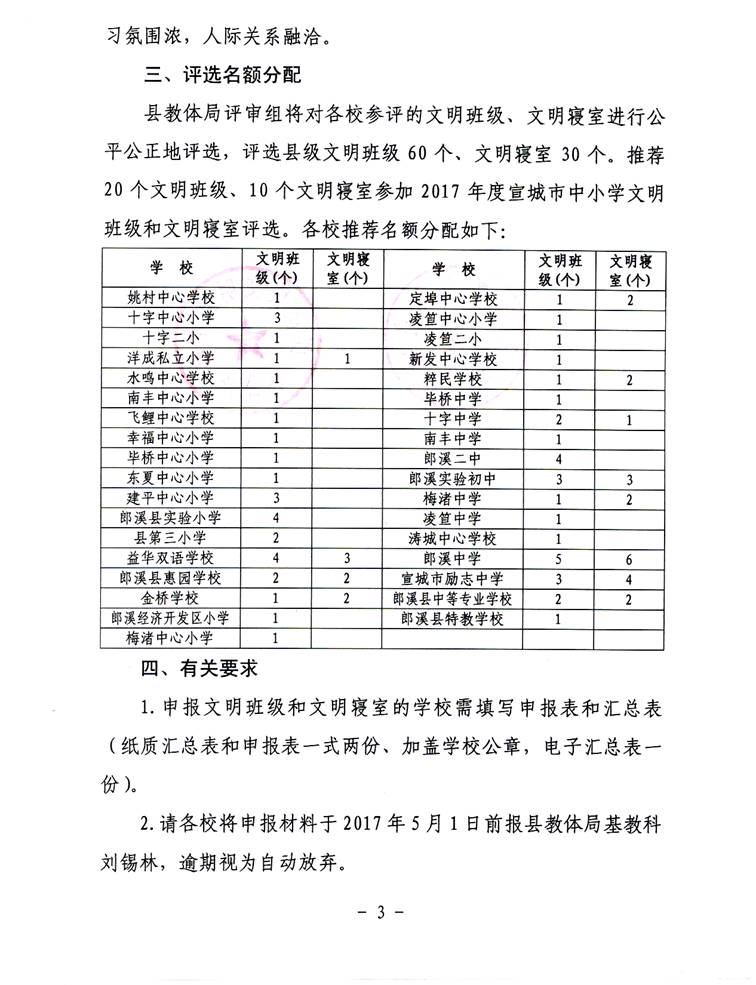 习氛围浓，人际关系融洽。
三、评选名额分配
县教体局评审组将对各校参评的文明班级、文明寝室进行公
平公正地评选，评选县级文明班级 60 个、文明寝室 30 个。推荐
20 个文明班级、10 个文明寝室参加 2017 年度宣城市中小学文明
班级和文明寝室评选。各校推荐名额分配如下：
学 校 文明班级(个) 文明寝室(个) 学 校 文明班级(个) 文明寝室(个)
姚村中心学校 1 定埠中心学校 1 2
十字中心小学 3 凌笪中心小学 1
十字二小 1 凌笪二小 1
洋成私立小学 1 1 新发中心学校 1
水鸣中心学校 1 粹民学校 1 2
南丰中心小学 1 毕桥中学 1
飞鲤中心学校 1 十字中学 2 1
幸福中心小学 1 南丰中学 1
毕桥中心小学 1 郎溪二中 4
东夏中心小学 1 郎溪实验初中 3 3
建平中心小学 3 梅渚中学 1 2
郎溪县实验小学 4 凌笪中学 1
县第三小学 2 涛城中心学校 1
益华双语学校 4 3 郎溪中学 5 6
郎溪县惠园学校 2 2 宣城市励志中学 3 4
金桥学校 1 2 郎溪县中等专业学校 2 2
郎溪经济开发区小学 1 郎溪县特教学校 1
梅渚中心小学 1
四、有关要求
1.申报文明班级和文明寝室的学校需填写申报表和汇总表
（纸质汇总表和申报表一式两份、加盖学校公章，电子汇总表一
份）。
2.请各校将申报材料于 2017 年 5 月 1 日前报县教体局基教科
刘锡林，逾期视为自动放弃。
- 3 -